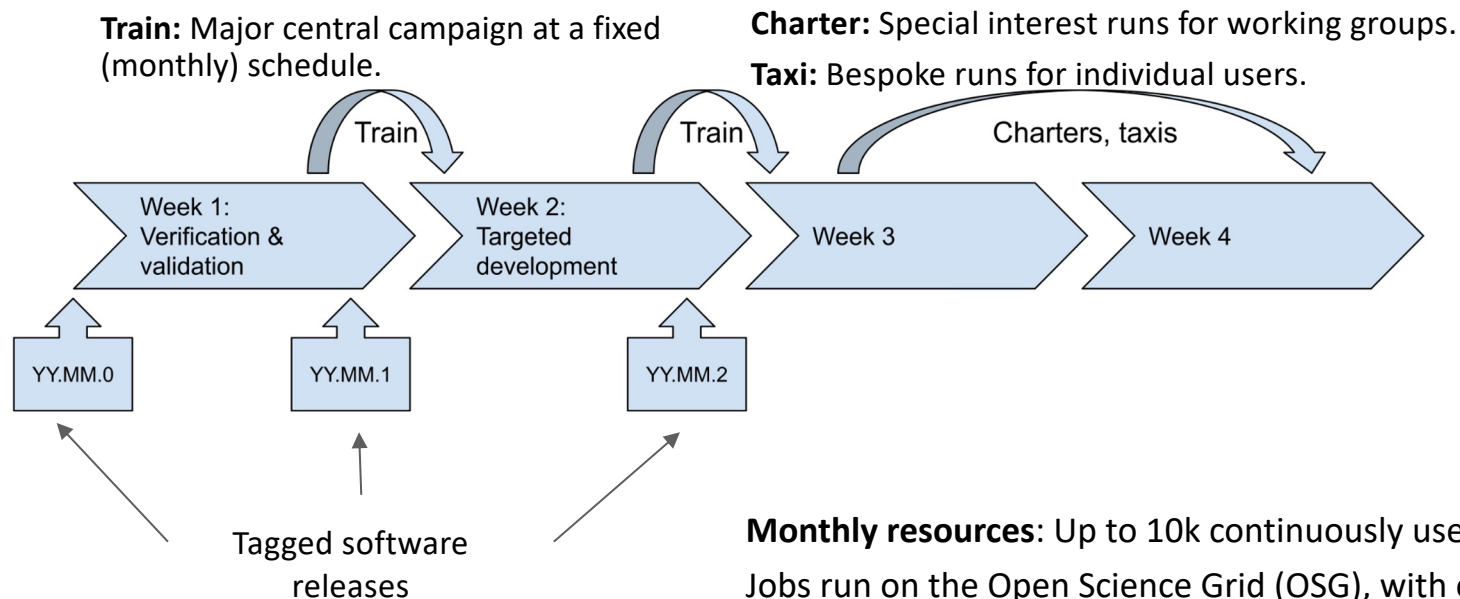 Train: Major central campaign at a fixed
(monthly) schedule.
Charter: Special interest runs for working groups.
Taxi: Bespoke runs for individual users.
Train
Train
Charters, taxis
Week 1:
Verification &
validation
Week 2:
Targeted
development
Week 3
Week 4
YY.MM.0
YY.MM.1
YY.MM.2
Tagged software
releases
Monthly resources: Up to 10k continuously use
Jobs run on the Open Science Grid (OSG), with